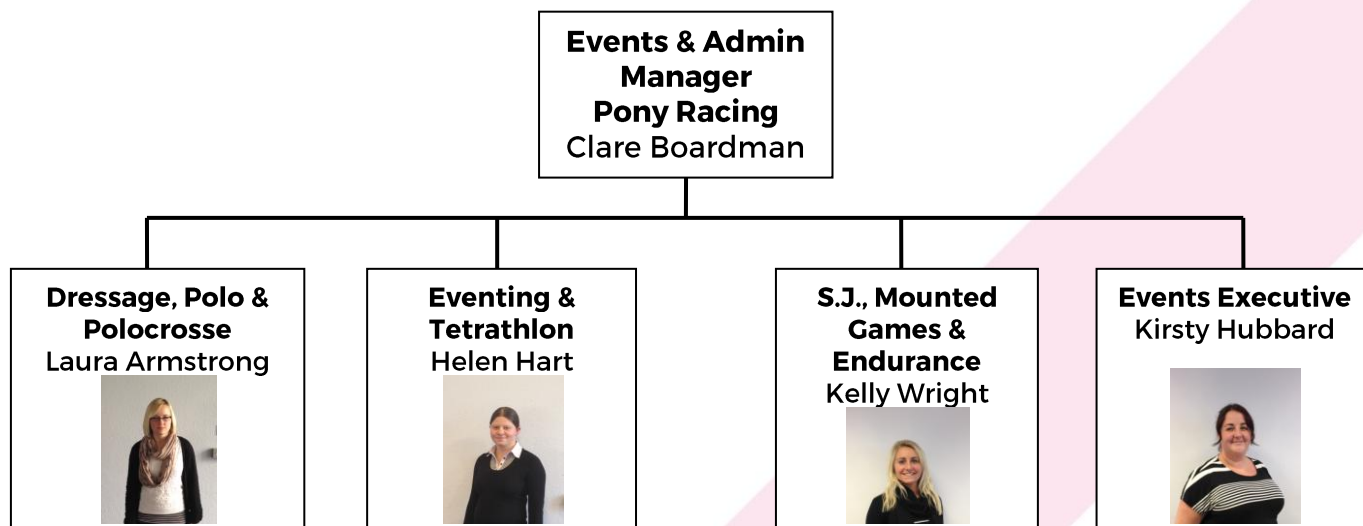 Events & Admin
Manager
Pony Racing
Clare Boardman
Dressage, Polo &
Polocrosse
Laura Armstrong
Eventing &
Tetrathlon
Helen Hart
S.J., Mounted
Games &
Endurance
Kelly Wright
Events Executive
Kirsty Hubbard